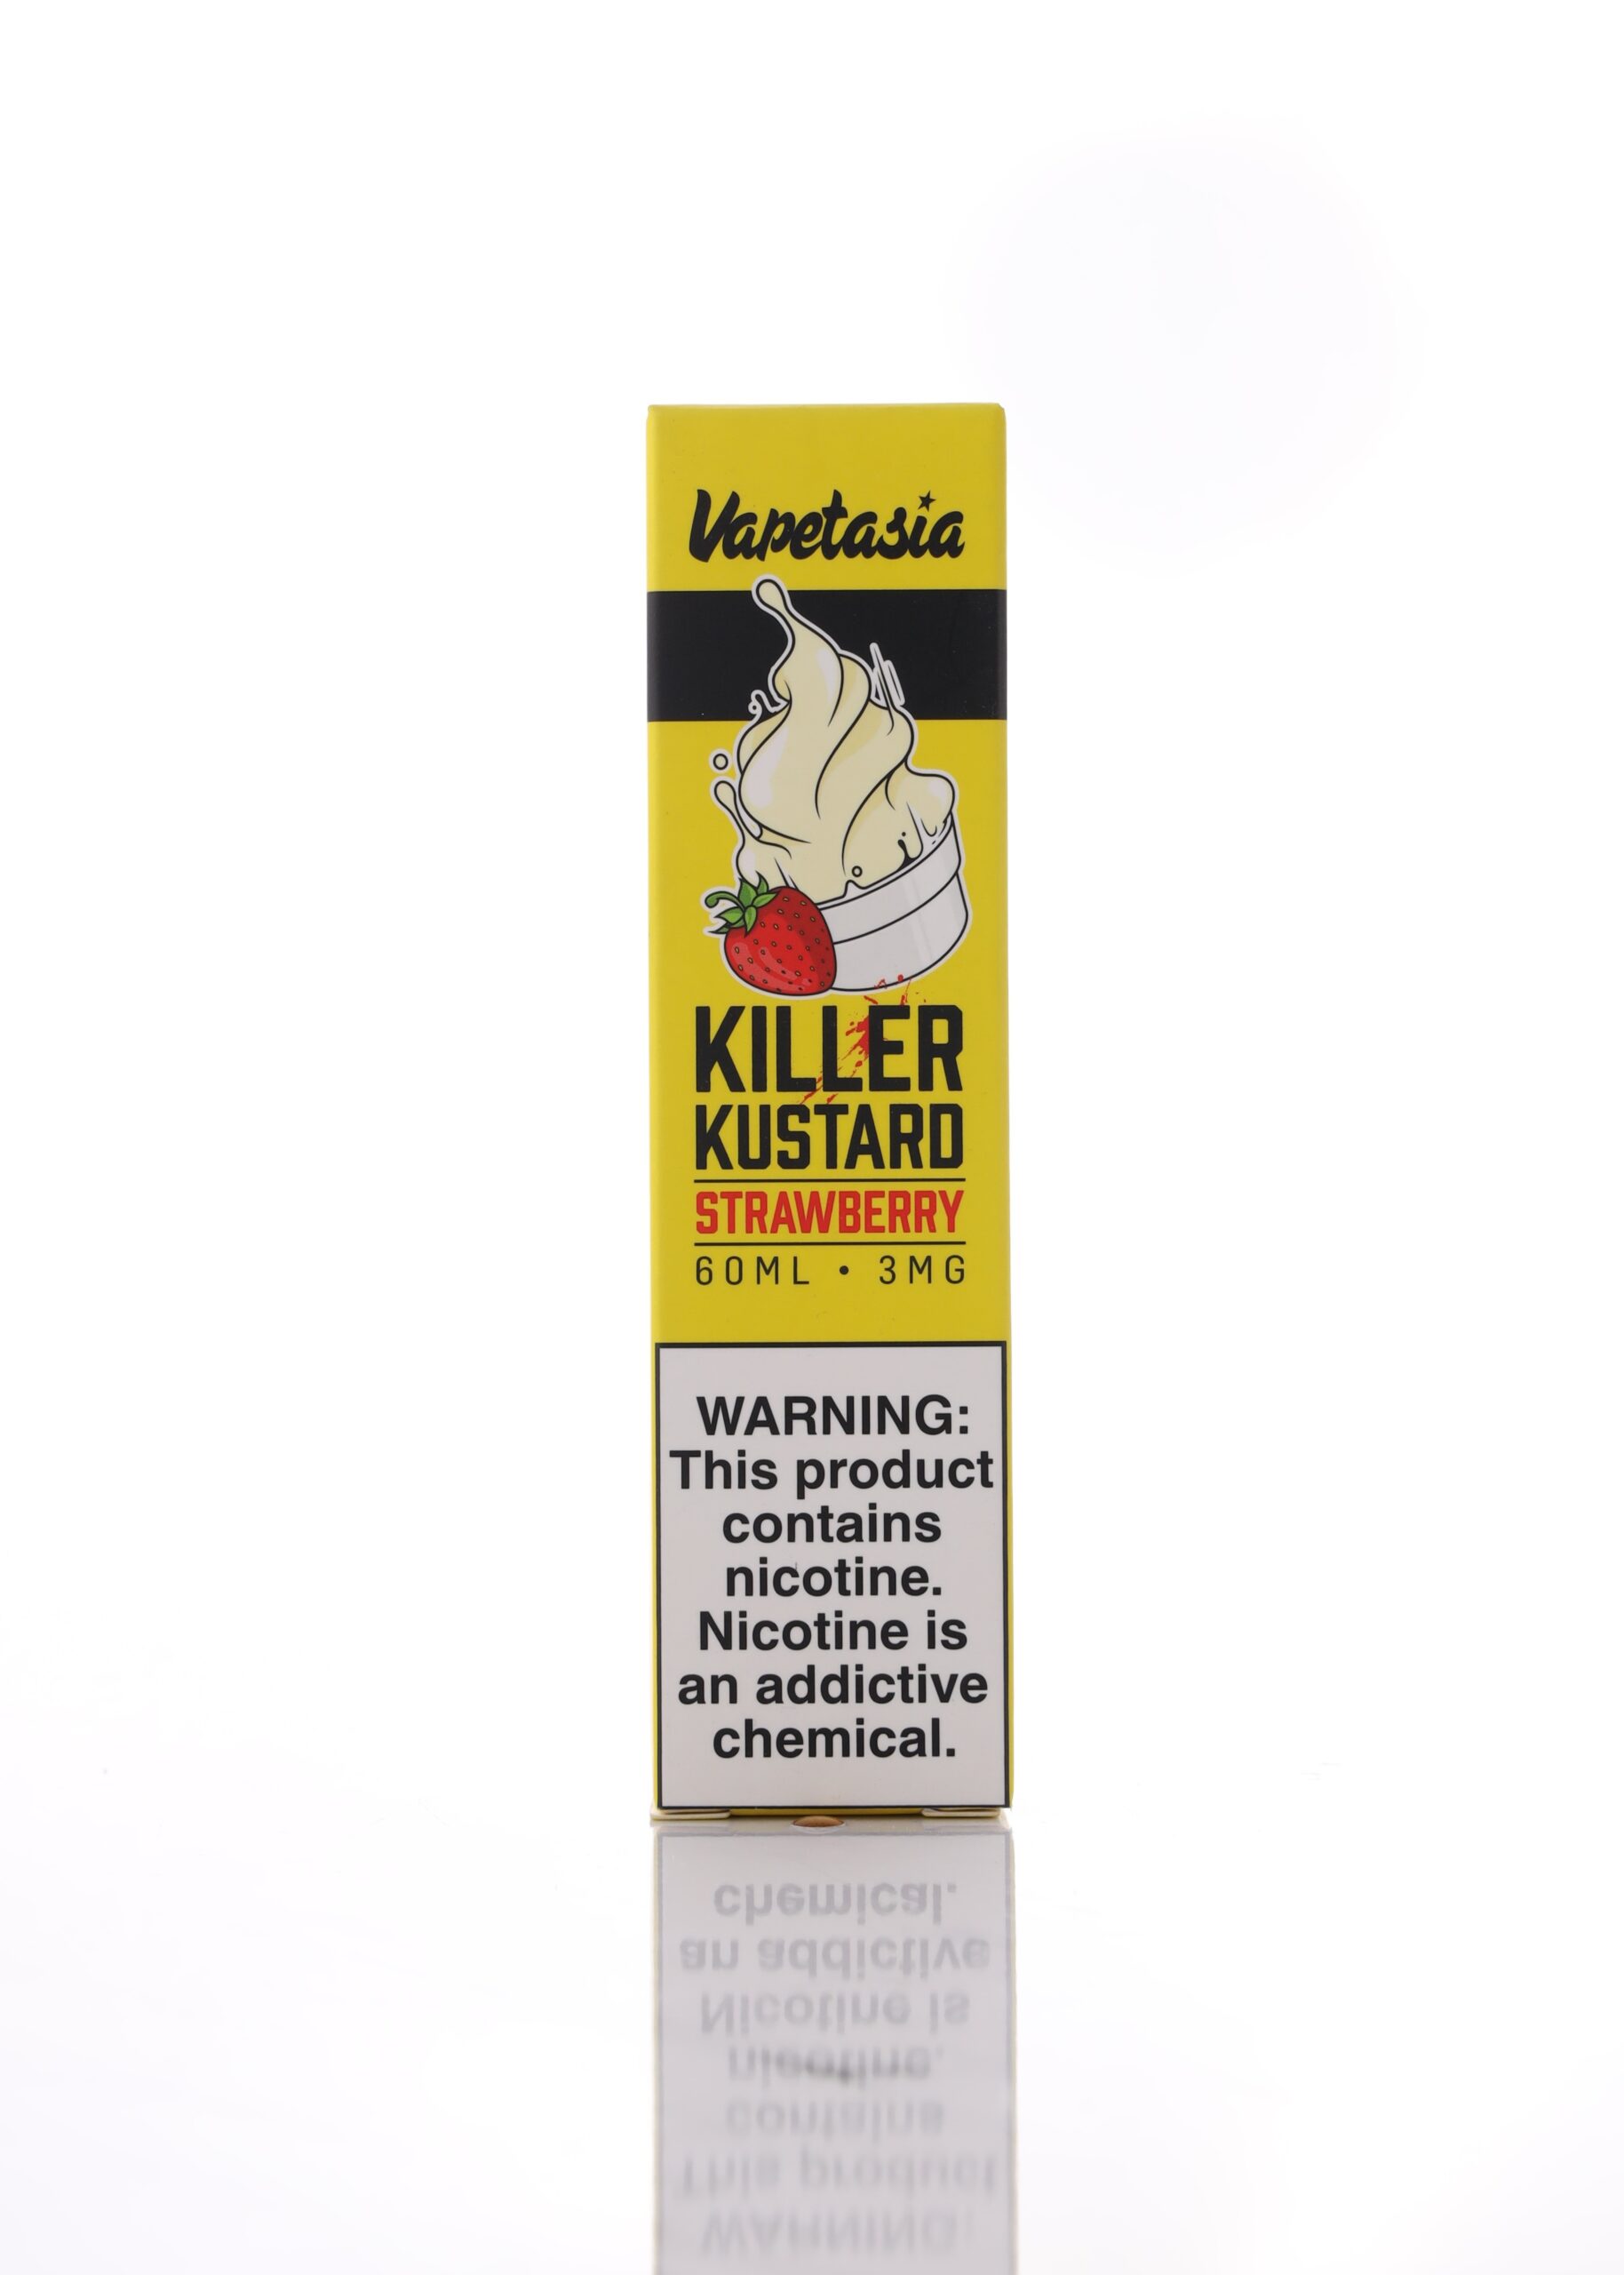 Vapetasia
KILLER
KUSTARD
STRAWBERRY
60ML • 3MG
WARNING:
This product
contains
nicotine.
Nicotine is
an addictive
chemical.